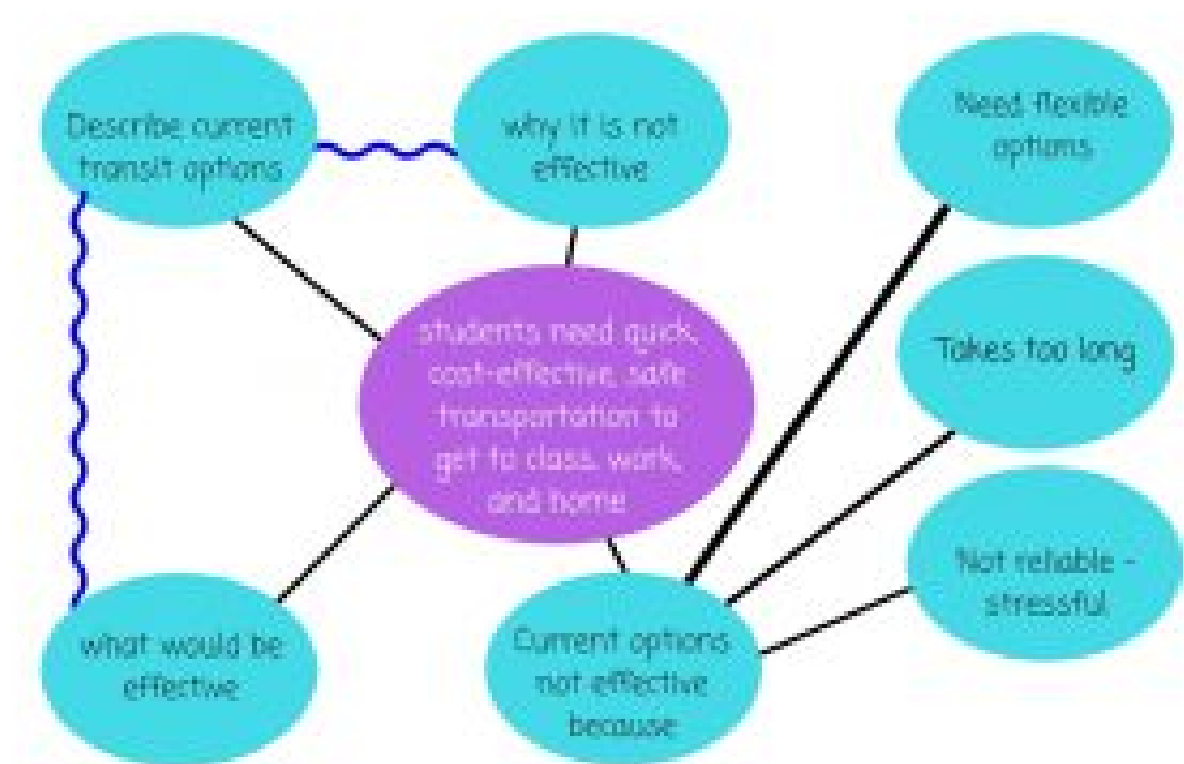 Describe current
transit options
why it is not
effective
Need flexible
options
students need quick,
cost-effective, safe
transportation to
get to class, work,
and home
Takes too long
Not reliable -
stressful
what would be
effective
Current options
not effective
because